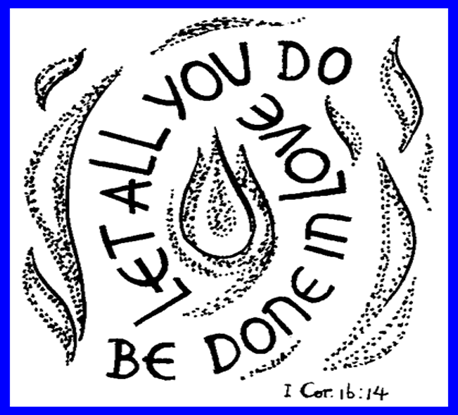 LET ALL YOU DO
BE DONE IN LOVE
I Cor. 16:14